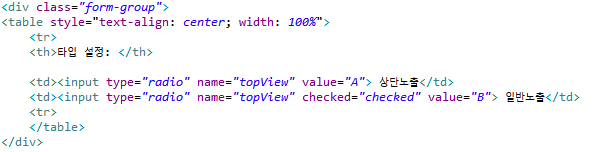 <div class="form-group">
<table style="text-align: center; width: 100%">
<tr>
<th>타입 설정: </th>
<td><input type="radio" name="topView" value="A"> 상단노출</td>
<td><input type="radio" name="topView" checked="checked" value="B"> 일반노출</td>
<tr>
</table>
</div>